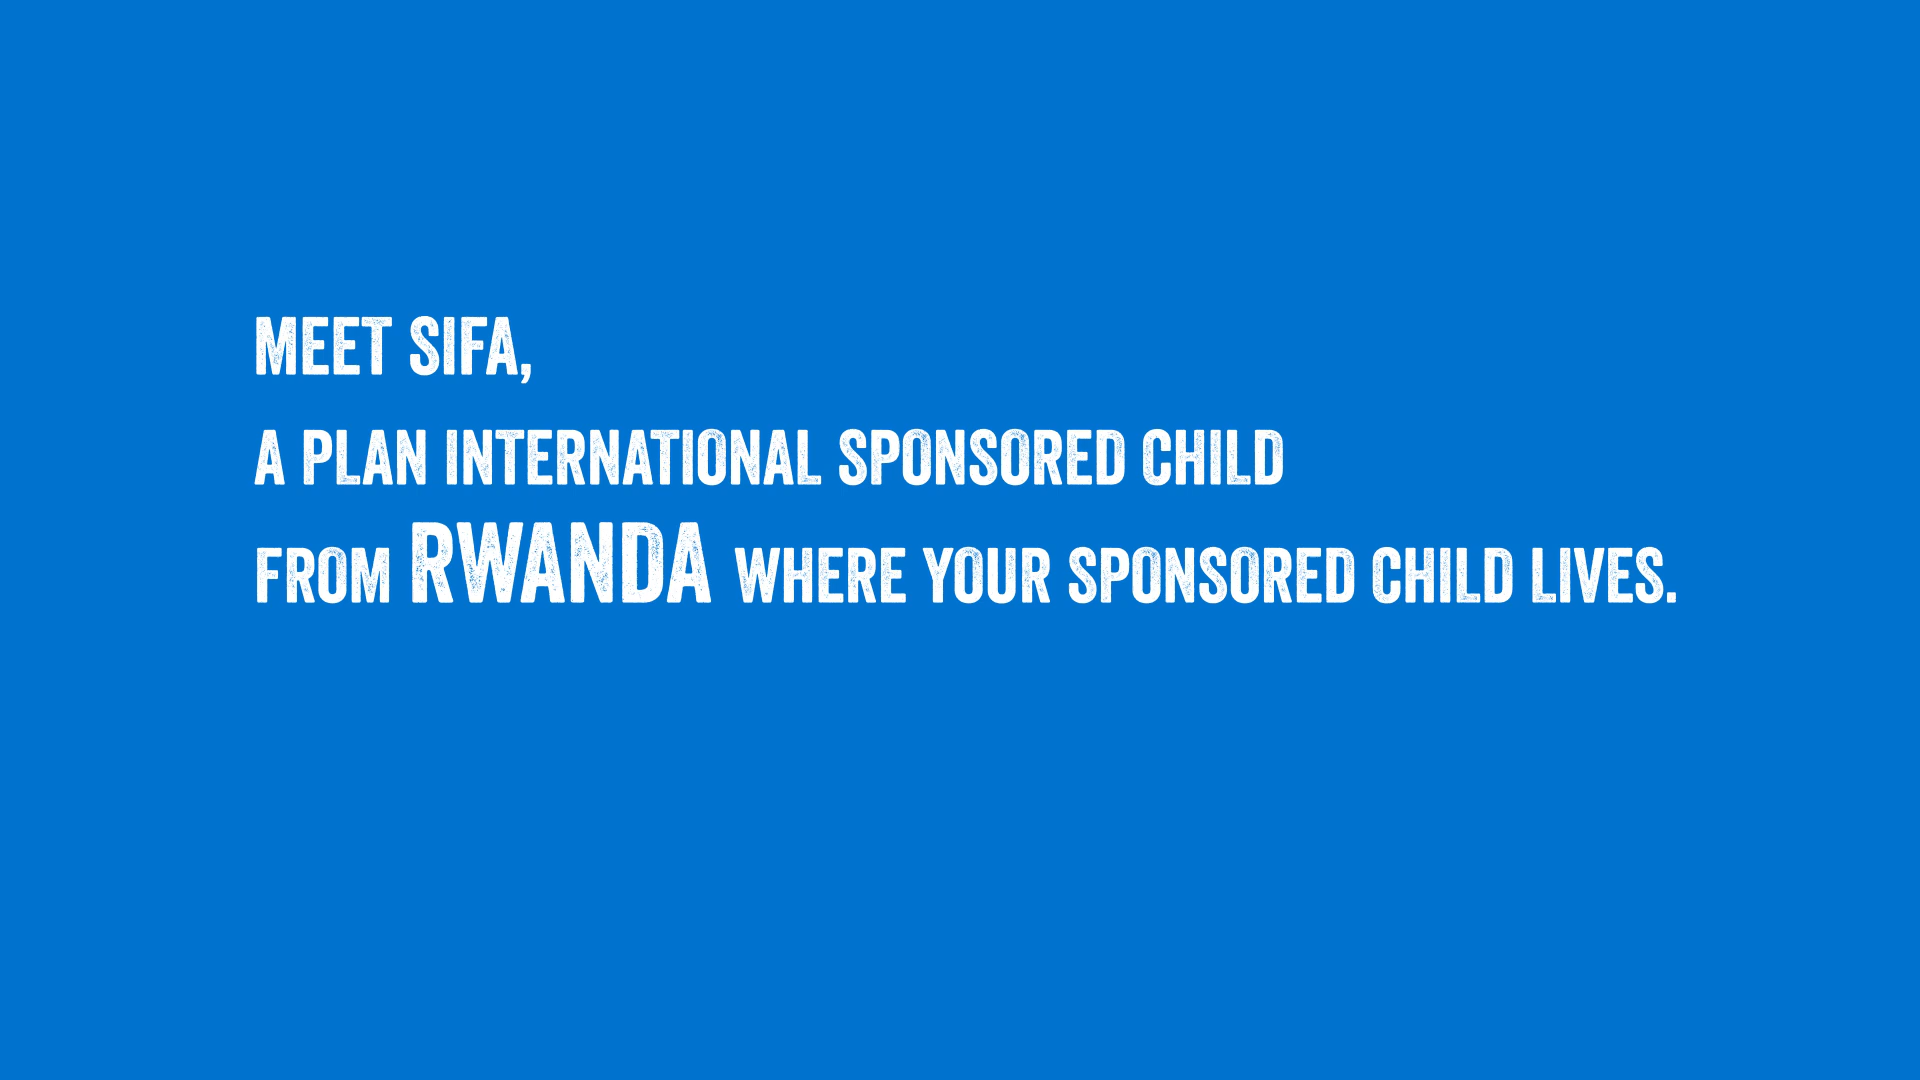 MEET SIFA,
A PLAN INTERNATIONAL SPONSORED CHILD
FROM RWANDA WHERE YOUR SPONSORED CHILD LIVES.